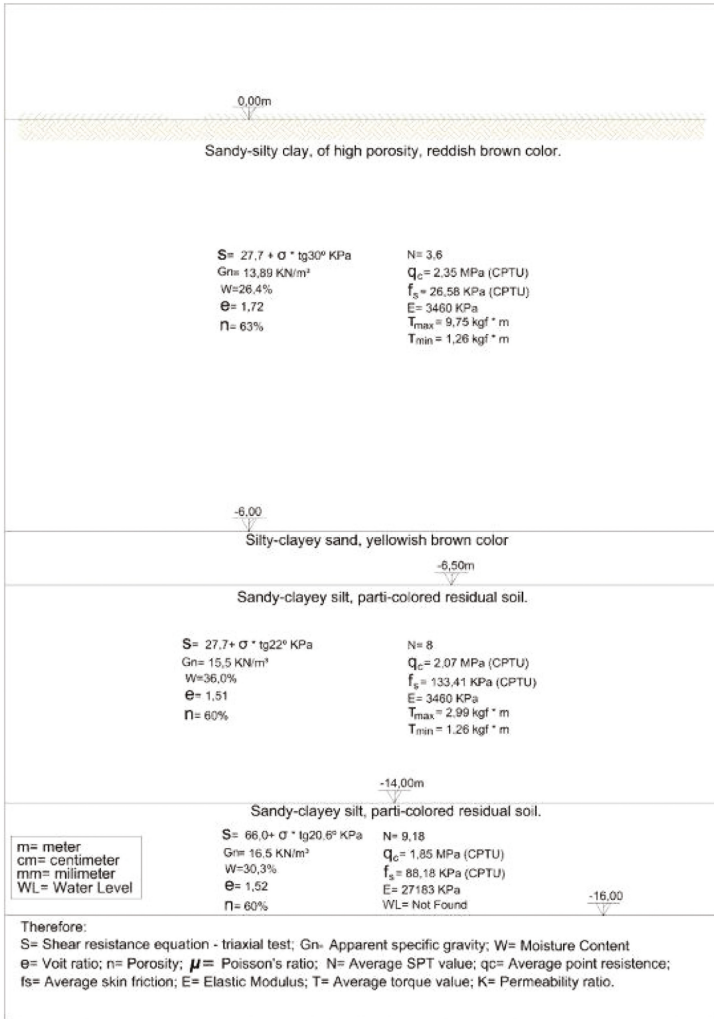 0,00m
Sandy-silty clay, of high porosity, reddish brown color.
S= 27,7 + σ * tg30º KPa
Gn= 13,89 KN/m³
W=26,4%
e= 1,72
n= 63%
N= 3,6
qc= 2,35 MPa (CPTU)
fs= 26,58 KPa (CPTU)
E= 3460 KPa
Tmax = 9,75 kgf * m
Tmin = 1,26 kgf * m
-6,00
Silty-clayey sand, yellowish brown color
-6,50m
Sandy-clayey silt, parti-colored residual soil.
S= 27,7+ σ * tg22º KPa
Gn= 15,5 KN/m³
W=36,0%
e= 1,51
n= 60%
N= 8
qc= 2,07 MPa (CPTU)
fs= 133,41 KPa (CPTU)
E= 3460 KPa
Tmax = 2,99 kgf * m
Tmin = 1.26 kgf * m
-14,00m
Sandy-clayey silt, parti-colored residual soil.
S= 66,0+ σ * tg20,6º KPa
Gn= 16,5 KN/m³
W=30,3%
e= 1,52
n= 60%
N= 9,18
qc= 1,85 MPa (CPTU)
fs= 88,18 KPa (CPTU)
E= 27183 KPa
WL= Not Found
m= meter
cm= centimeter
mm= milimeter
WL= Water Level
-16,00
Therefore:
S= Shear resistance equation - triaxial test; Gn- Apparent specific gravity; W= Moisture Content
e= Voit ratio; n= Porosity; μ= Poisson's ratio; N= Average SPT value; qc= Average point resistence;
fs= Average skin friction; E= Elastic Modulus; T= Average torque value; K= Permeability ratio.